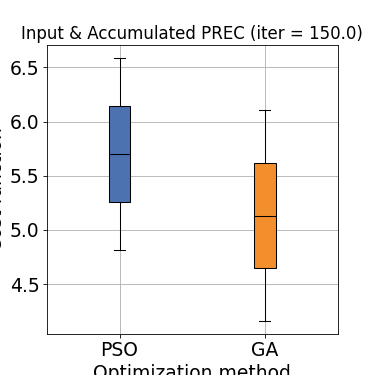 Input & Accumulated PREC (iter = 150.0)
6.5
6.0
5.5
5.0
4.5
PSO GA
Optimization method